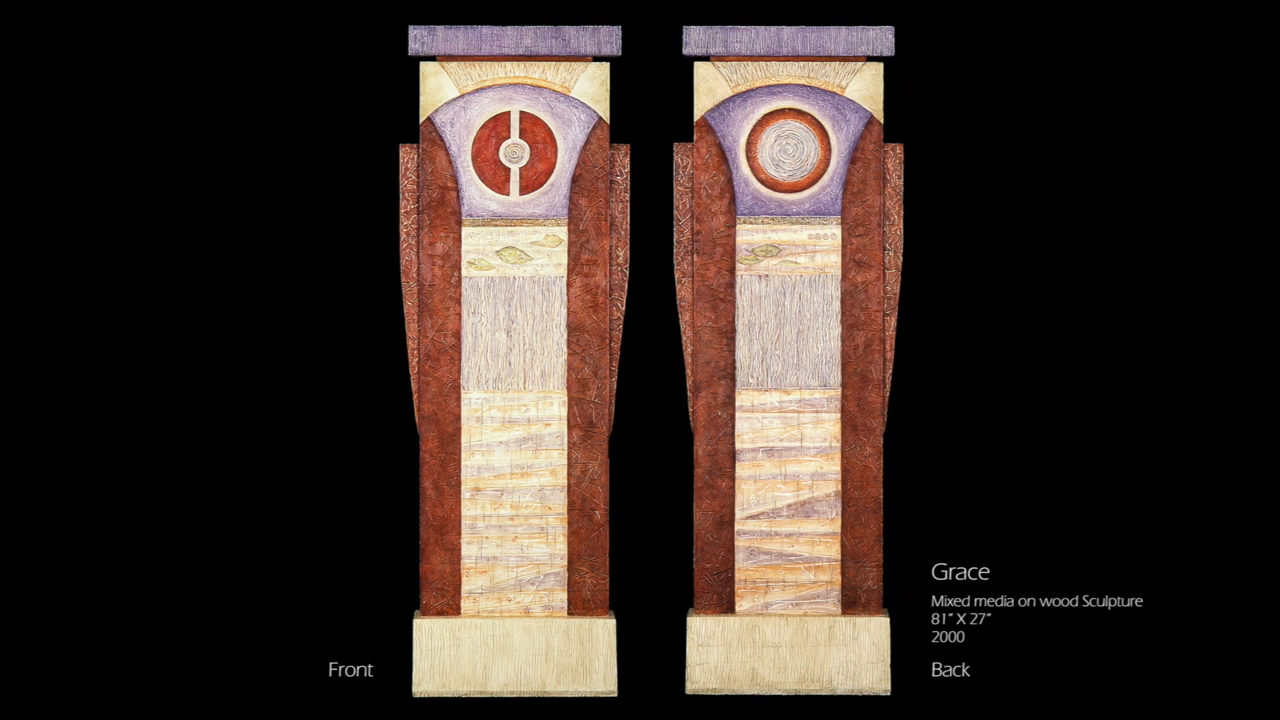 Grace
Mixed media on wood Sculpture
81” X 27”
2000
Front
Back